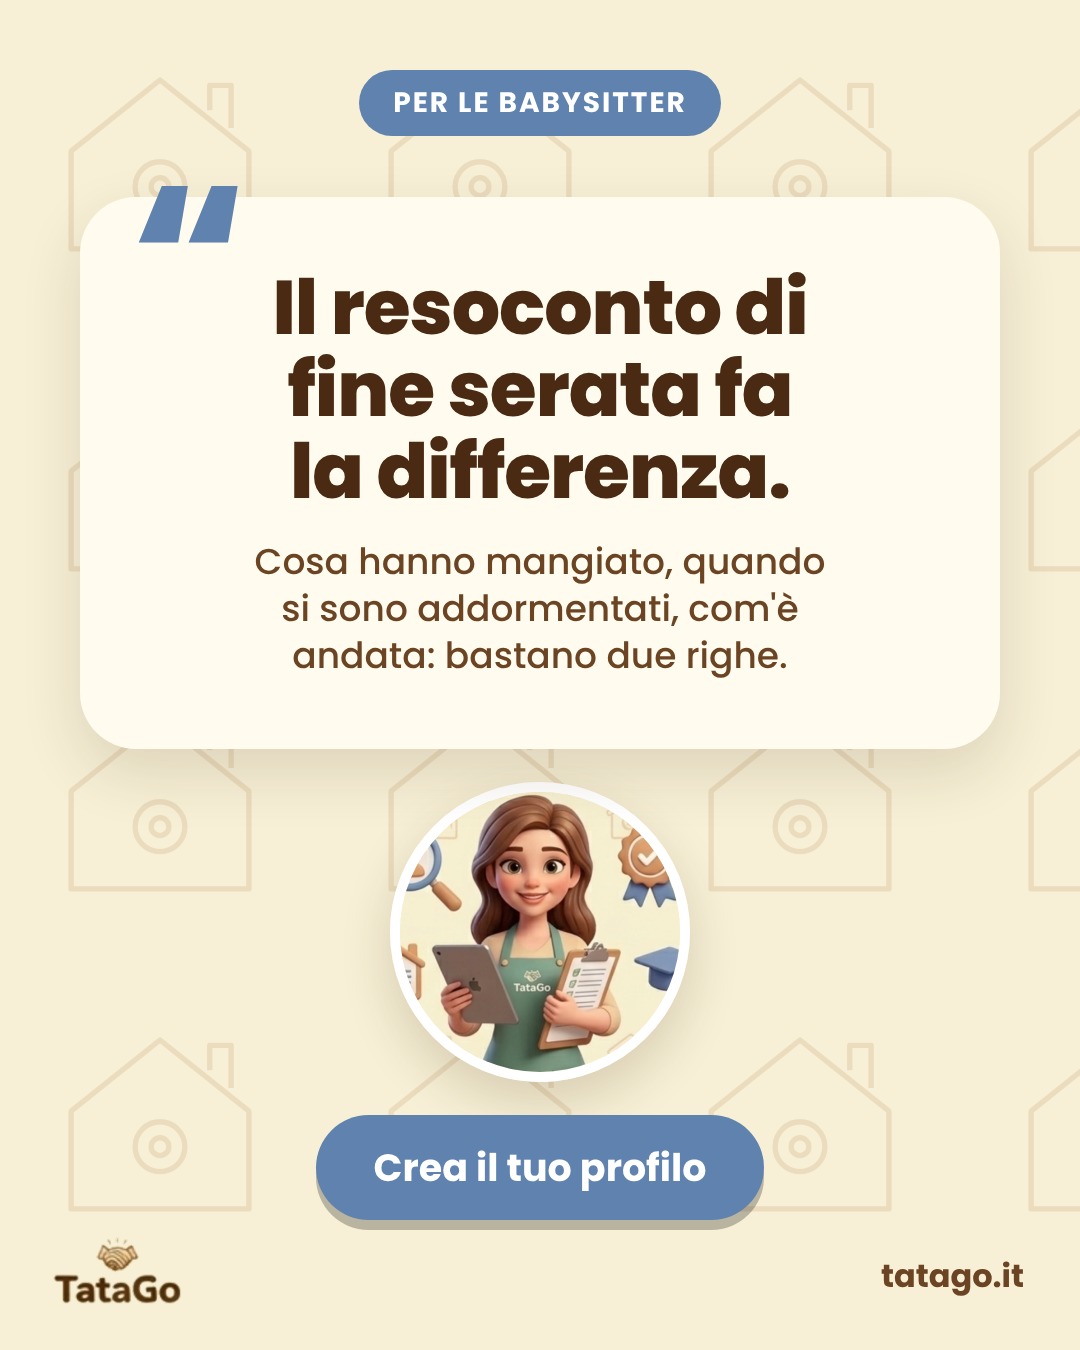 PER LE BABYSITTER
Il resoconto di
fine serata fa
la differenza.
Cosa hanno mangiato, quando
si sono addormentati, com'è
andata: bastano due righe.
TataGo
Crea il tuo profilo
TataGo
tatago.it